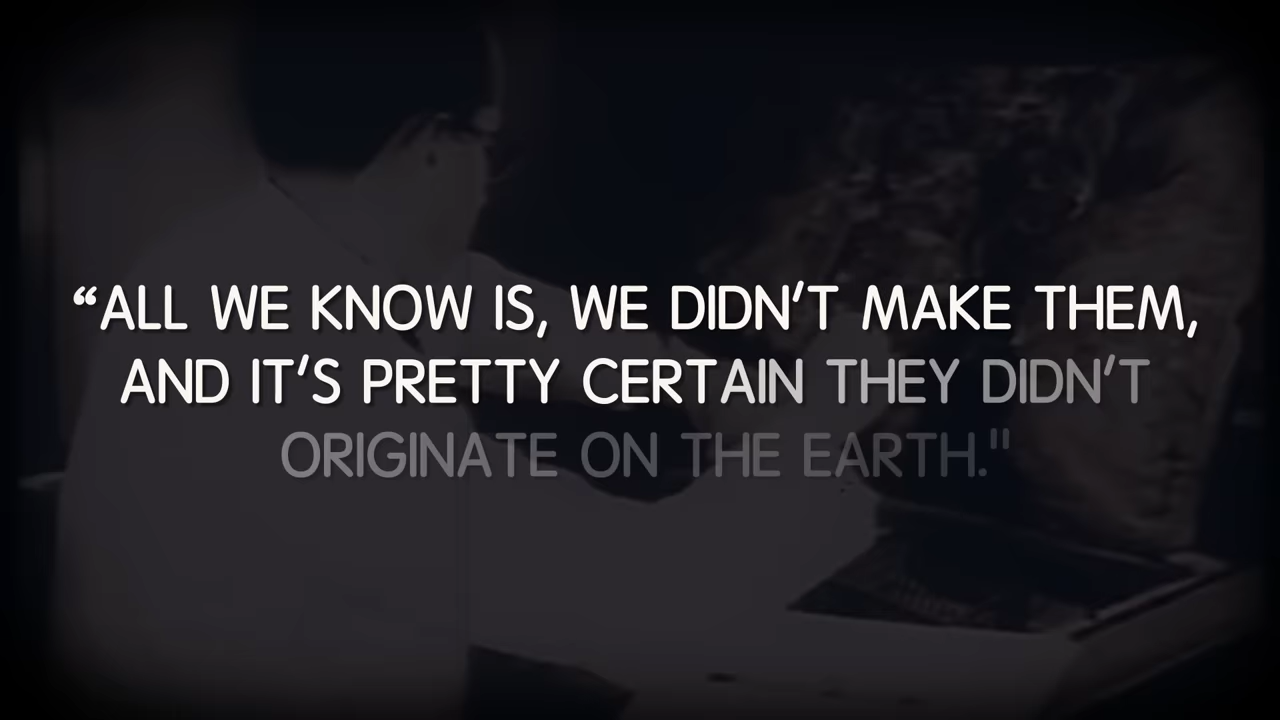 “ALL WE KNOW IS, WE DIDN’T MAKE THEM,
AND IT’S PRETTY CERTAIN THEY DIDN’T
ORIGINATE ON THE EARTH."